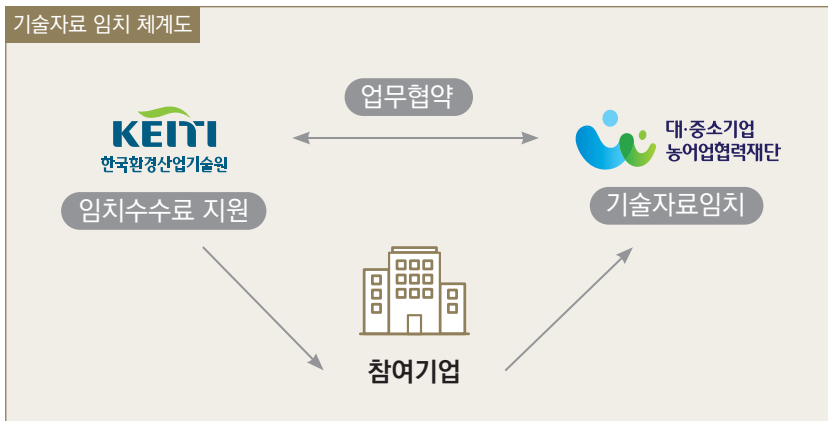 기술자료 임치 체계도
업무협약
KEITI
한국환경산업기술원
대·중소기업
농어업협력재단
임치수수료 지원
기술자료임치
참여기업